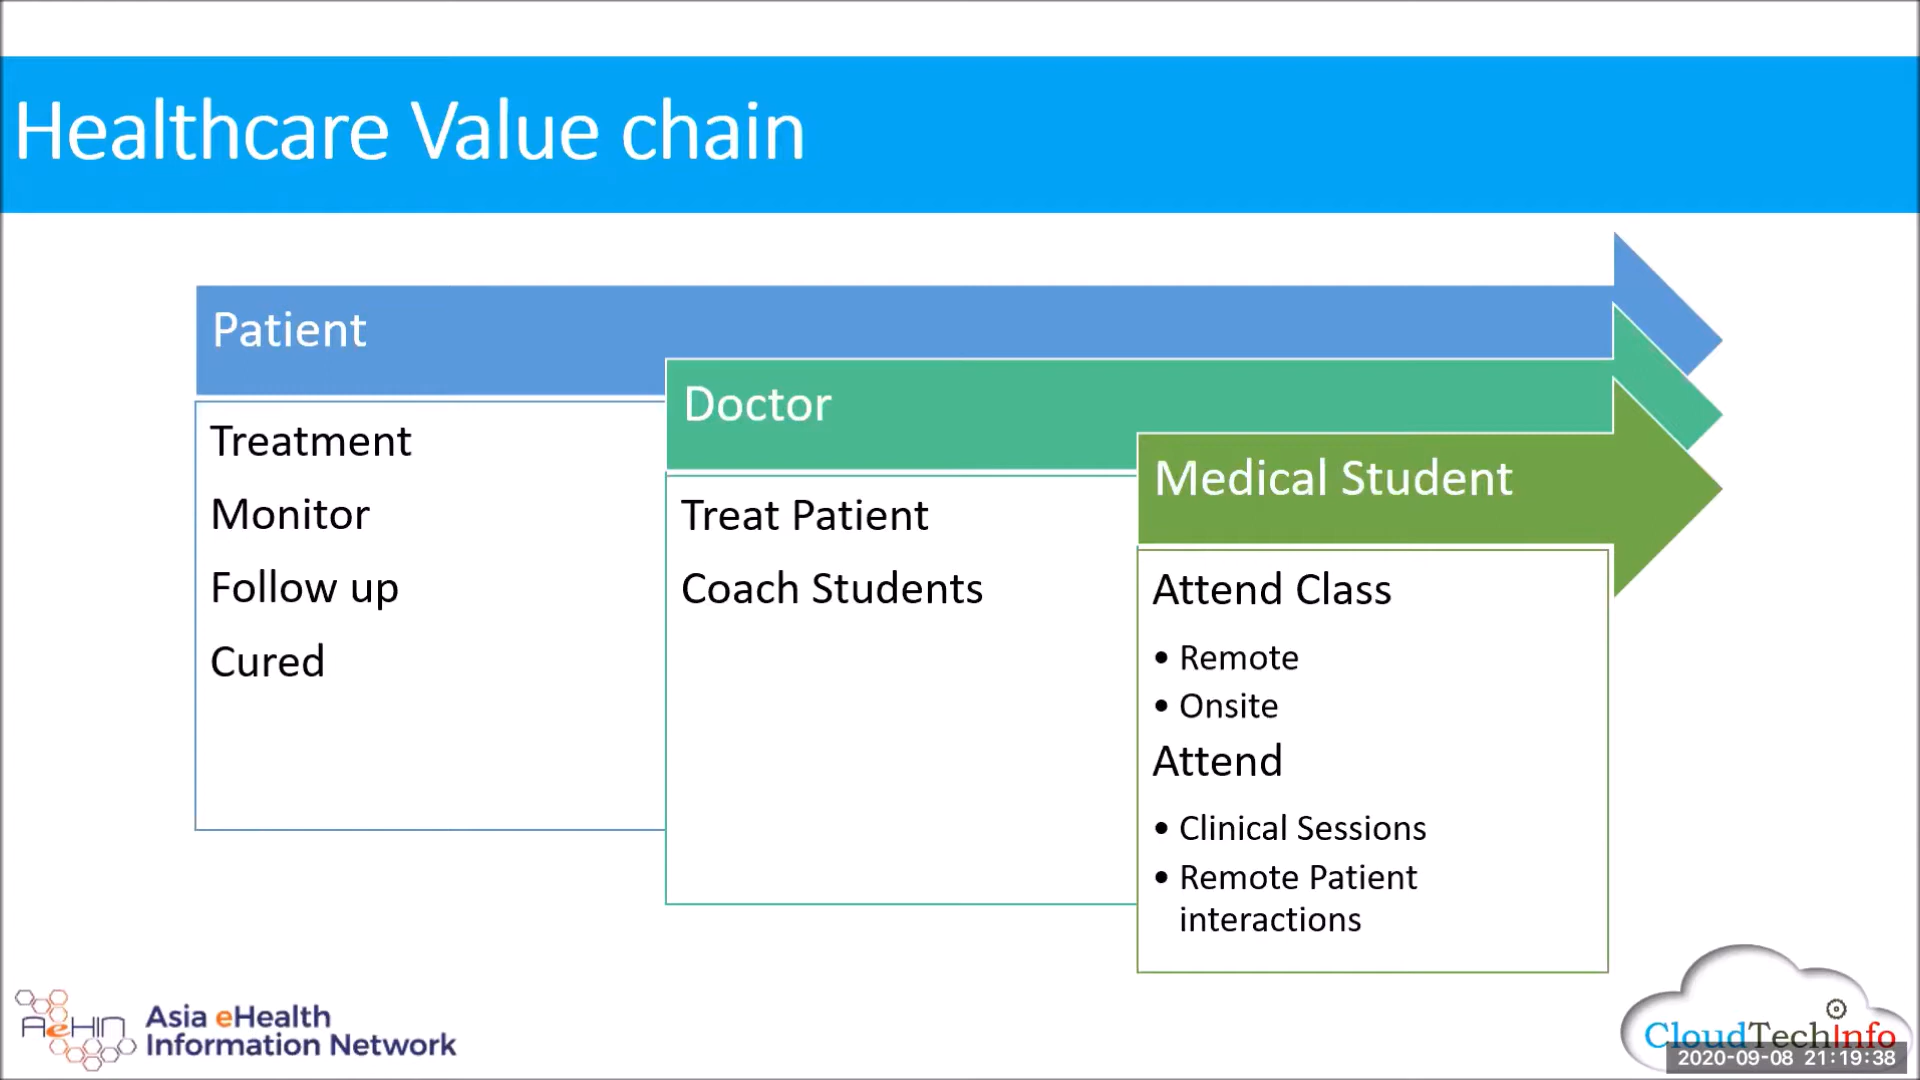 Healthcare Value chain
Patient
Treatment
Monitor
Follow up
Cured
Doctor
Treat Patient
Coach Students
Medical Student
Attend Class
• Remote
• Onsite
Attend
• Clinical Sessions
• Remote Patient
interactions
AeHIN
Asia eHealth
Information Network
CloudTechInfo
2020-09-08 21:19:38